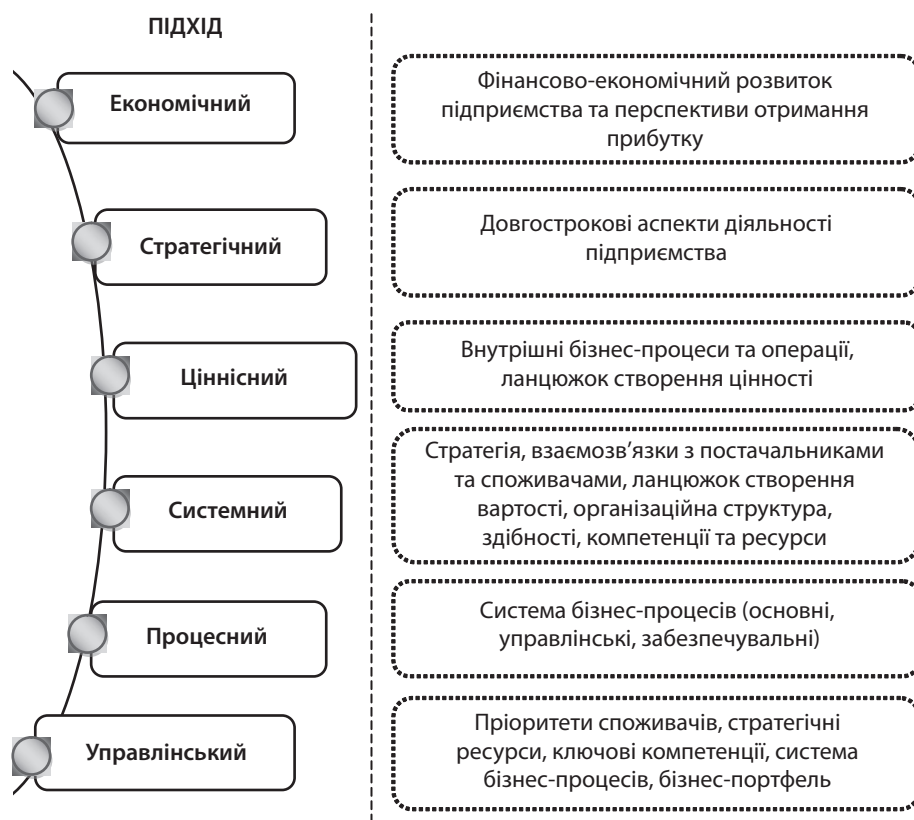 ПІДХІД
Економічний
Фінансово-економічний розвиток
підприємства та перспективи отримання
прибутку
Стратегічний
Довгострокові аспекти діяльності
підприємства
Ціннісний
Внутрішні бізнес-процеси та операції,
ланцюжок створення цінності
Системний
Стратегія, взаємозв’язки з постачальниками
та споживачами, ланцюжок створення
вартості, організаційна структура,
здібності, компетенції та ресурси
Процесний
Система бізнес-процесів (основні,
управлінські, забезпечувальні)
Управлінський
Пріоритети споживачів, стратегічні
ресурси, ключові компетенції, система
бізнес-процесів, бізнес-портфель